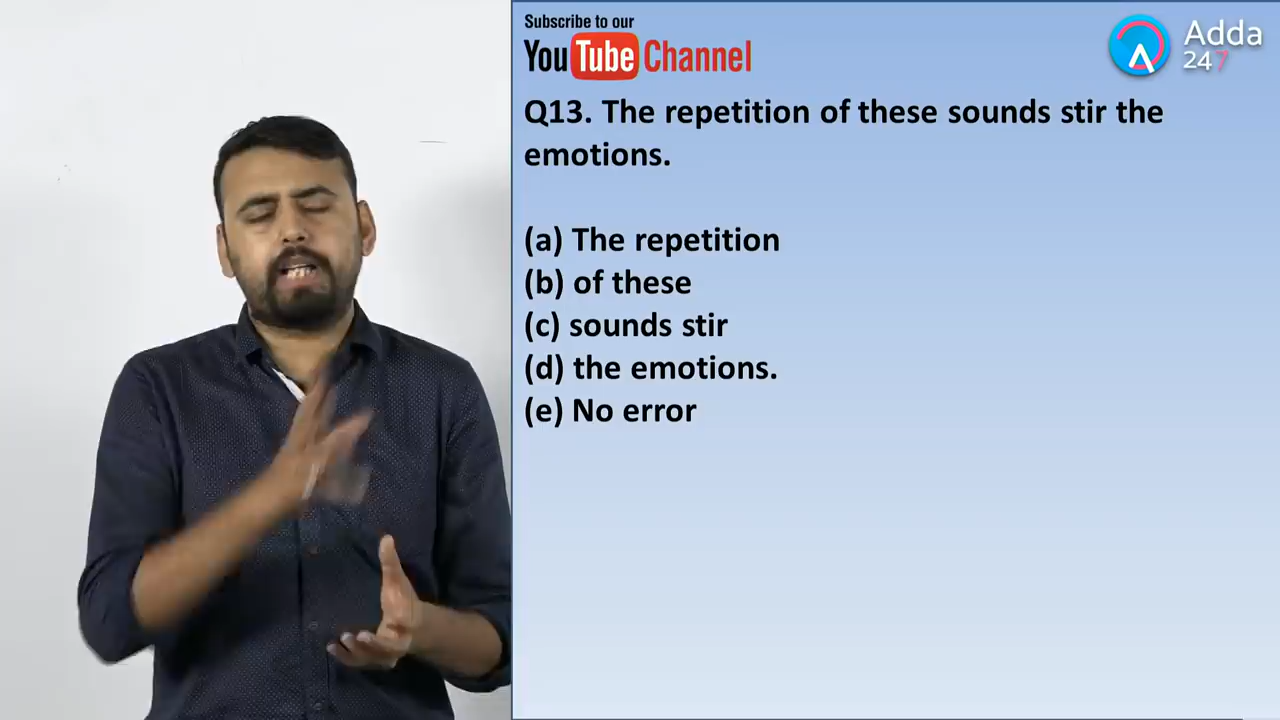 Subscribe to our
YouTube Channel
Adda
247
Q13. The repetition of these sounds stir the
emotions.
(a) The repetition
(b) of these
(c) sounds stir
(d) the emotions.
(e) No error